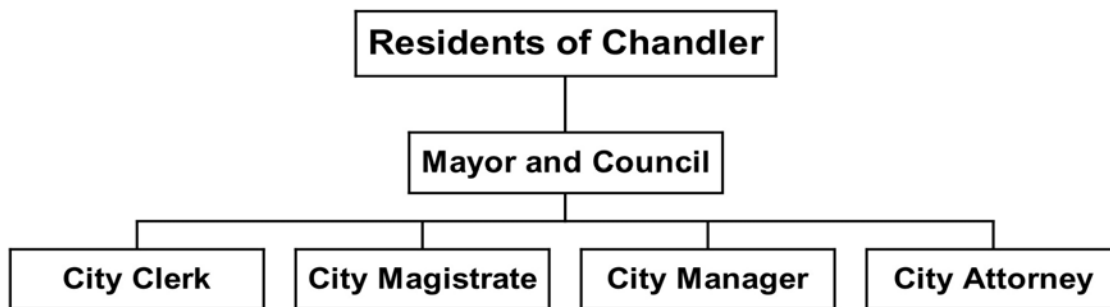 Residents of Chandler
Mayor and Council
City Clerk
City Magistrate
City Manager
City Attorney